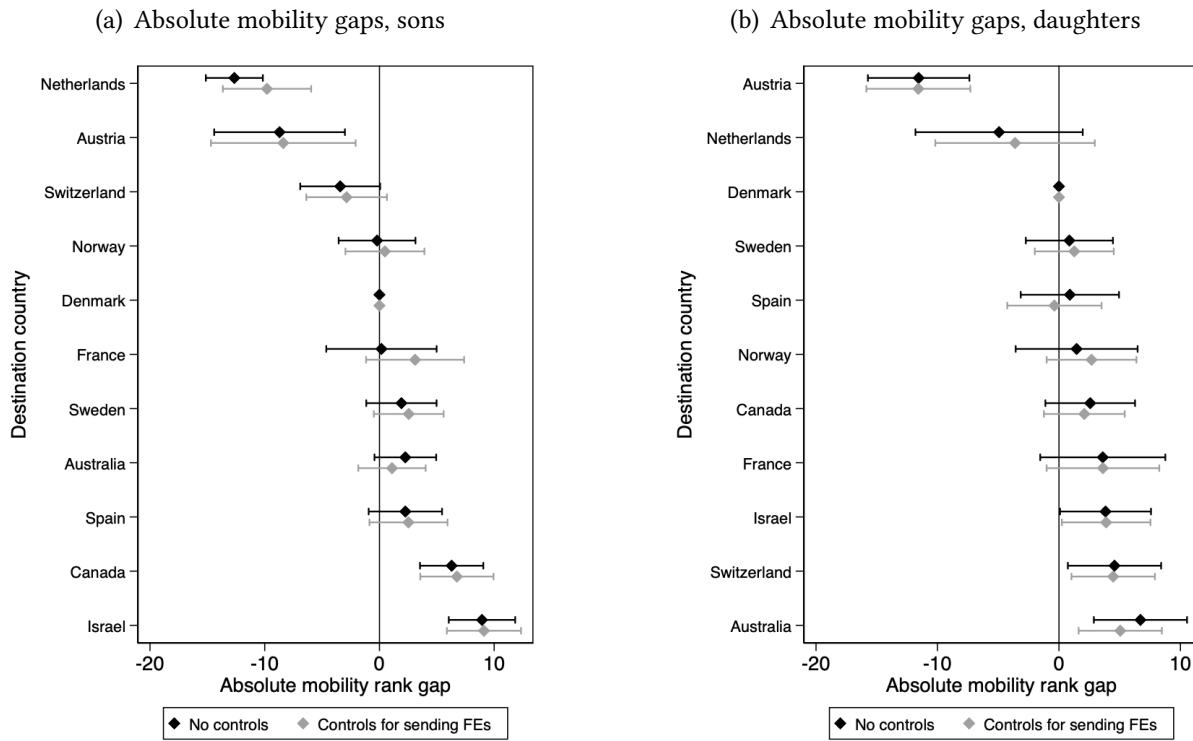 (a) Absolute mobility gaps, sons
Destination country
Netherlands
Austria
Switzerland
Norway
Denmark
France
Sweden
Australia
Spain
Canada
Israel
-20 -10 0 10
Absolute mobility rank gap
No controls Controls for sending FEs
(b) Absolute mobility gaps, daughters
Destination country
Austria
Netherlands
Denmark
Sweden
Spain
Norway
Canada
France
Israel
Switzerland
Australia
-20 -10 0 10
Absolute mobility rank gap
No controls Controls for sending FEs